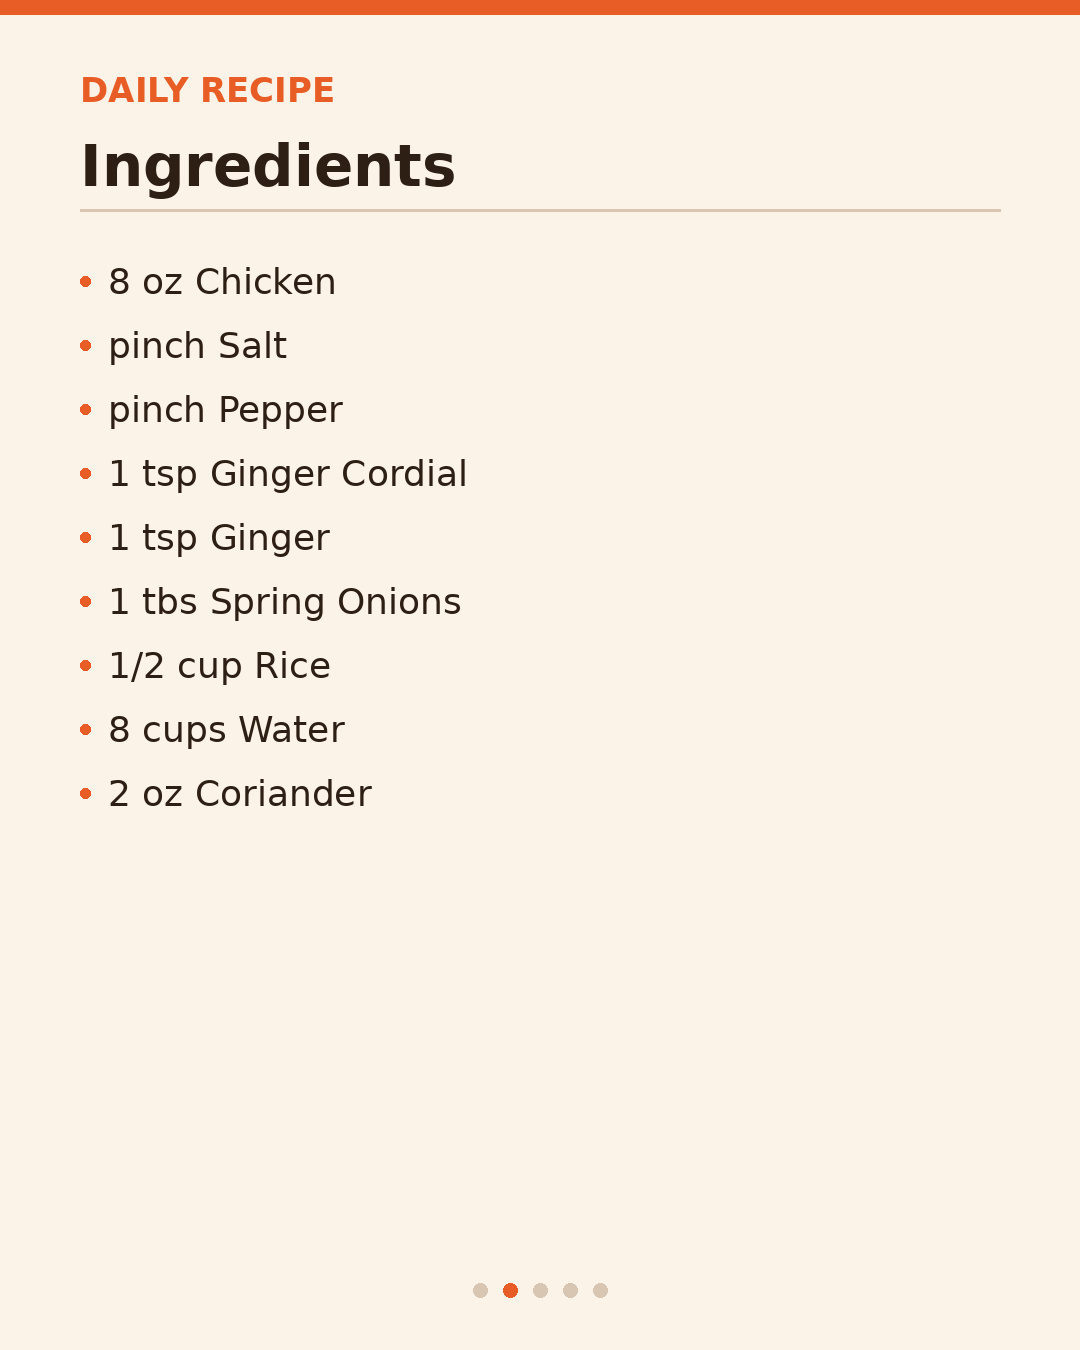 DAILY RECIPE
Ingredients
8 oz Chicken
pinch Salt
pinch Pepper
1 tsp Ginger Cordial
1 tsp Ginger
1 tbs Spring Onions
1/2 cup Rice
8 cups Water
2 oz Coriander